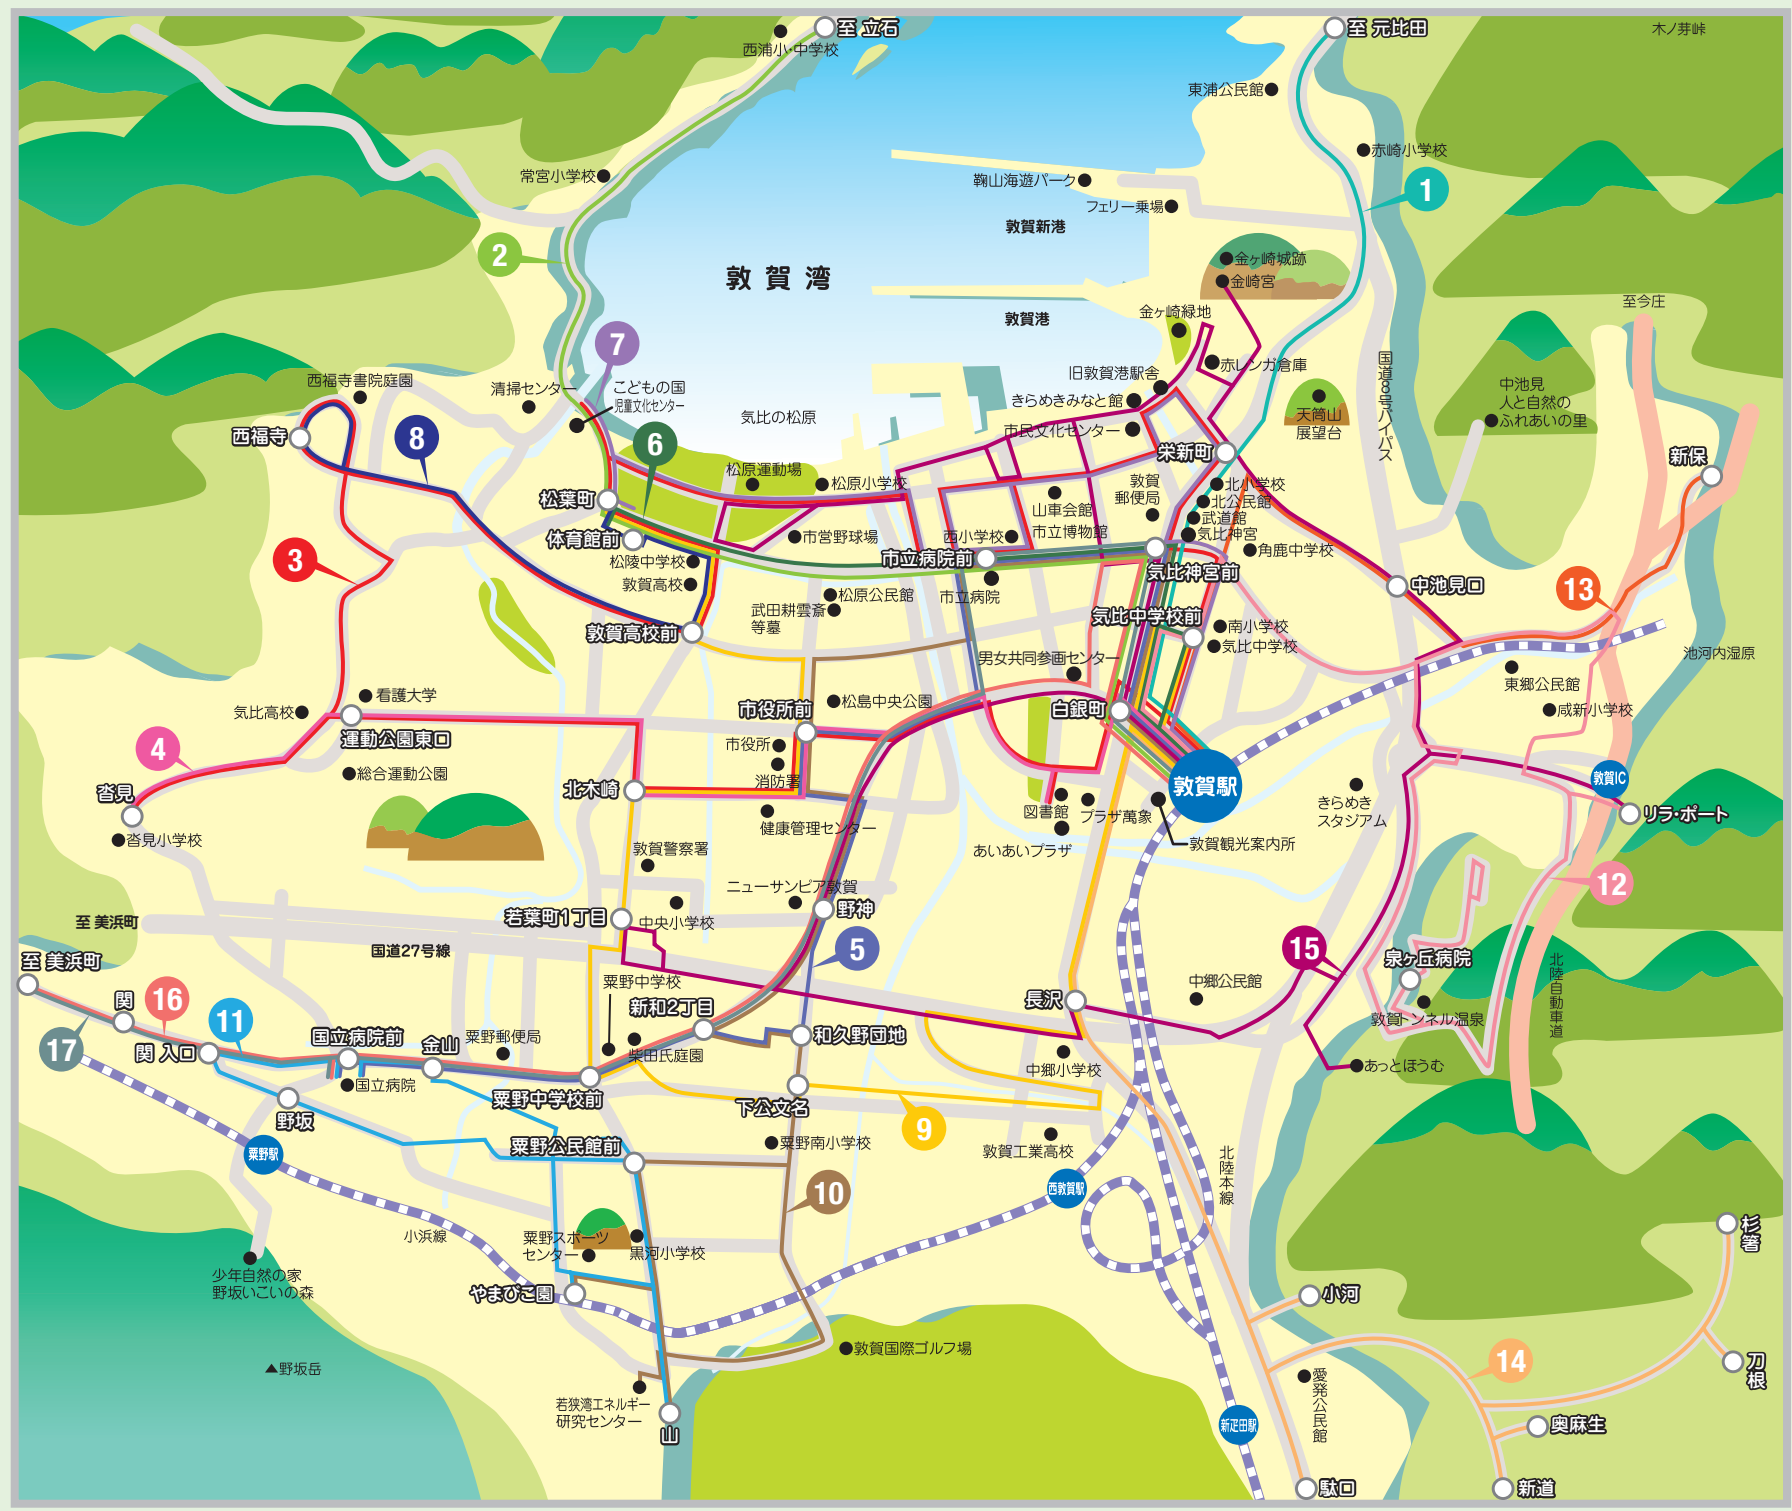 至 立石
至 元比田
木ノ芽峠
西浦小・中学校
東浦公民館
赤崎小学校
常宮小学校
鞠山海遊パーク
1
フェリー乗場
敦賀新港
2
敦賀湾
金ヶ崎城跡
金崎宮
至今庄
敦賀港
金ヶ崎緑地
7
国道8号バイパス
赤レンガ倉庫
旧敦賀港駅舎
西福寺書院庭園
清掃センター
こどもの国
児童文化センター
気比の松原
きらめきみなと館
天筒山
展望台
中池見
人と自然の
ふれあいの里
西福寺
8
6
市民文化センター
栄新町
新保
松原運動場
松原小学校
敦賀
郵便局
北小学校
松葉町
山車会館
市立博物館
北公民館
武道館
気比神宮
体育館前
市営野球場
西小学校
角鹿中学校
3
松陵中学校
市立病院前
気比神宮前
敦賀高校
松原公民館
市立病院
中池見口
13
武田耕雲斎
等墓
気比中学校前
敦賀高校前
南小学校
気比中学校
池河内湿原
男女共同参画センター
東郷公民館
看護大学
気比高校
松島中央公園
市役所前
白銀町
咸新小学校
運動公園東口
4
市役所
総合運動公園
消防署
敦賀駅
敦賀IC
沓見
北木崎
図書館
プラザ萬象
きらめき
スタジアム
リラ・ポート
沓見小学校
健康管理センター
あいあいプラザ
敦賀観光案内所
敦賀警察署
ニューサンピア敦賀
12
至 美浜町
若葉町1丁目
中央小学校
野神
国道27号線
5
15
泉ヶ丘病院
北陸自動車道
至 美浜町
粟野中学校
中郷公民館
関
16
11
新和2丁目
長沢
敦賀トンネル温泉
17
関 入口
国立病院前
金山
粟野郵便局
柴田氏庭園
和久野団地
あっとほうむ
国立病院
中郷小学校
野坂
粟野中学校前
下公文名
9
粟野駅
粟野公民館前
粟野南小学校
敦賀工業高校
北陸本線
10
西敦賀駅
小浜線
粟野スポーツ
センター
黒河小学校
杉箸
少年自然の家
野坂いこいの森
やまびこ園
小河
野坂岳
敦賀国際ゴルフ場
14
刀根
愛発公民館
若狭湾エネルギー
研究センター
山
新疋田駅
奥麻生
駄口
新道